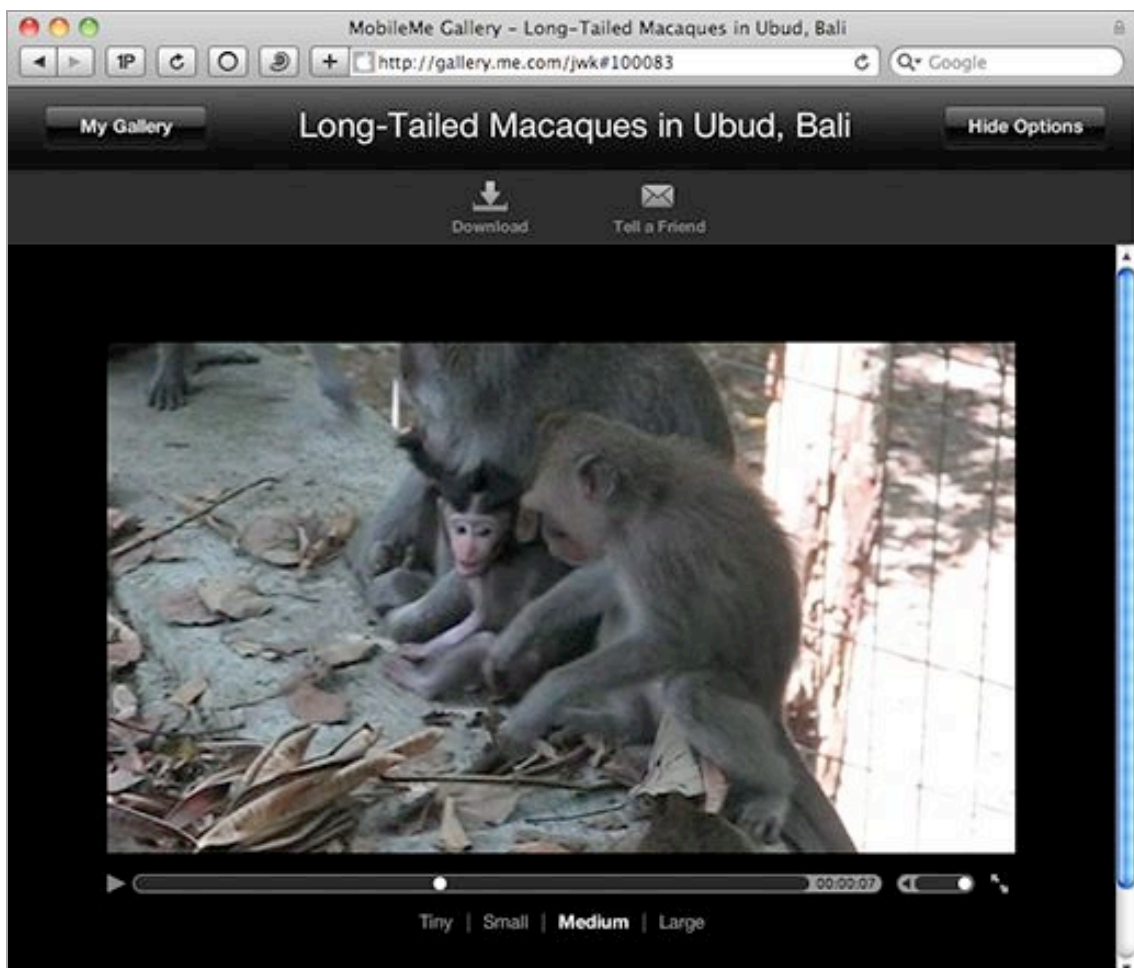 MobileMe Gallery – Long-Tailed Macaques in Ubud, Bali
1P
http://gallery.me.com/jwk#100083
Google
My Gallery
Long-Tailed Macaques in Ubud, Bali
Hide Options
Download
Tell a Friend
00:00:07
Tiny | Small | Medium | Large